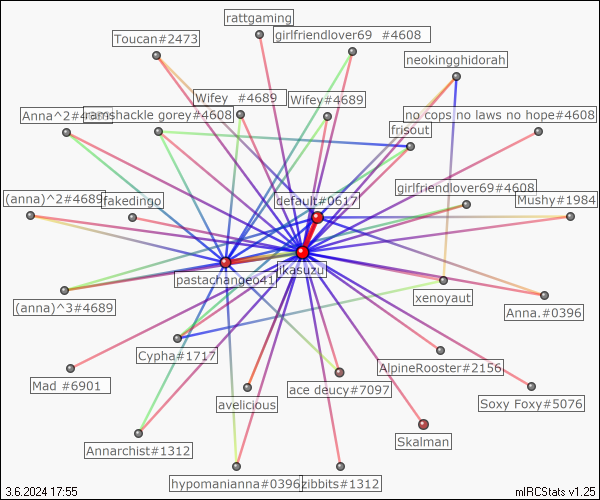 rattgaming
Toucan#2473
girlfriendlover69 #4608
neokingghidorah
Wifey #4689
Wifey#4689
Anna^2#4689
ramshackle gorey#4608
no cops no laws no hope#4608
frisout
(anna)^2#4689
fakedingo
default#0617
girlfriendlover69#4608
Mushy#1984
pastachangeo41
ikasuzu
(anna)^3#4689
xenoyaut
Anna.#0396
Cypha#1717
Mad #6901
AlpineRooster#2156
ace deucy#7097
avelicious
Soxy Foxy#5076
Annarchist#1312
Skalman
hypomanianna#0396
zibbits#1312
3.6.2024 17:55
mIRCStats v1.25